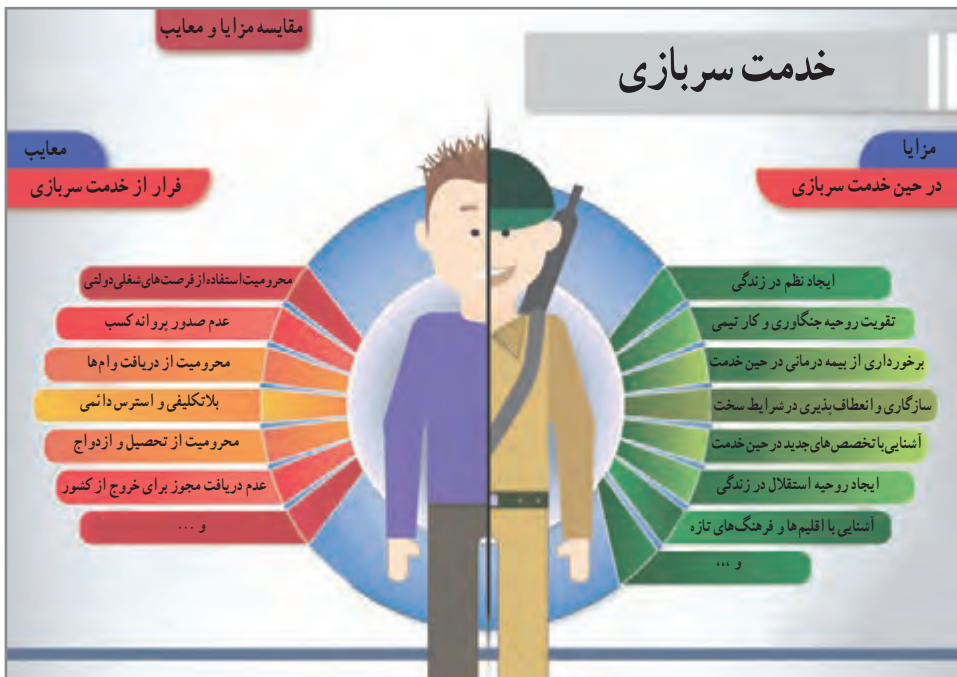 مقایسه مزایا و معایب
خدمت سربازی
مزایا
در حین خدمت سربازی
ایجاد نظم در زندگی
تقویت روحیه جنگاوری و کار تیمی
برخورداری از بیمه درمانی در حین خدمت
سازگاری و انعطاف‌پذیری در شرایط سخت
آشنایی با تخصص‌های جدید در حین خدمت
ایجاد روحیه استقلال در زندگی
آشنایی با اقلیم‌ها و فرهنگ‌های تازه
و ...
معایب
فرار از خدمت سربازی
محرومیت استفاده از فرصت‌های شغلی دولتی
عدم صدور پروانه کسب
محرومیت از دریافت وام‌ها
بلاتکلیفی و استرس دائمی
محرومیت از تحصیل و ازدواج
عدم دریافت مجوز برای خروج از کشور
و ...